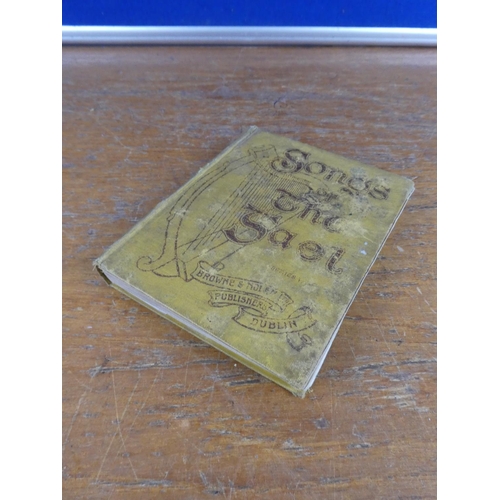 Songs
of
The
Gael
BROWNE & NOLAN
PUBLISHERS
DUBLIN